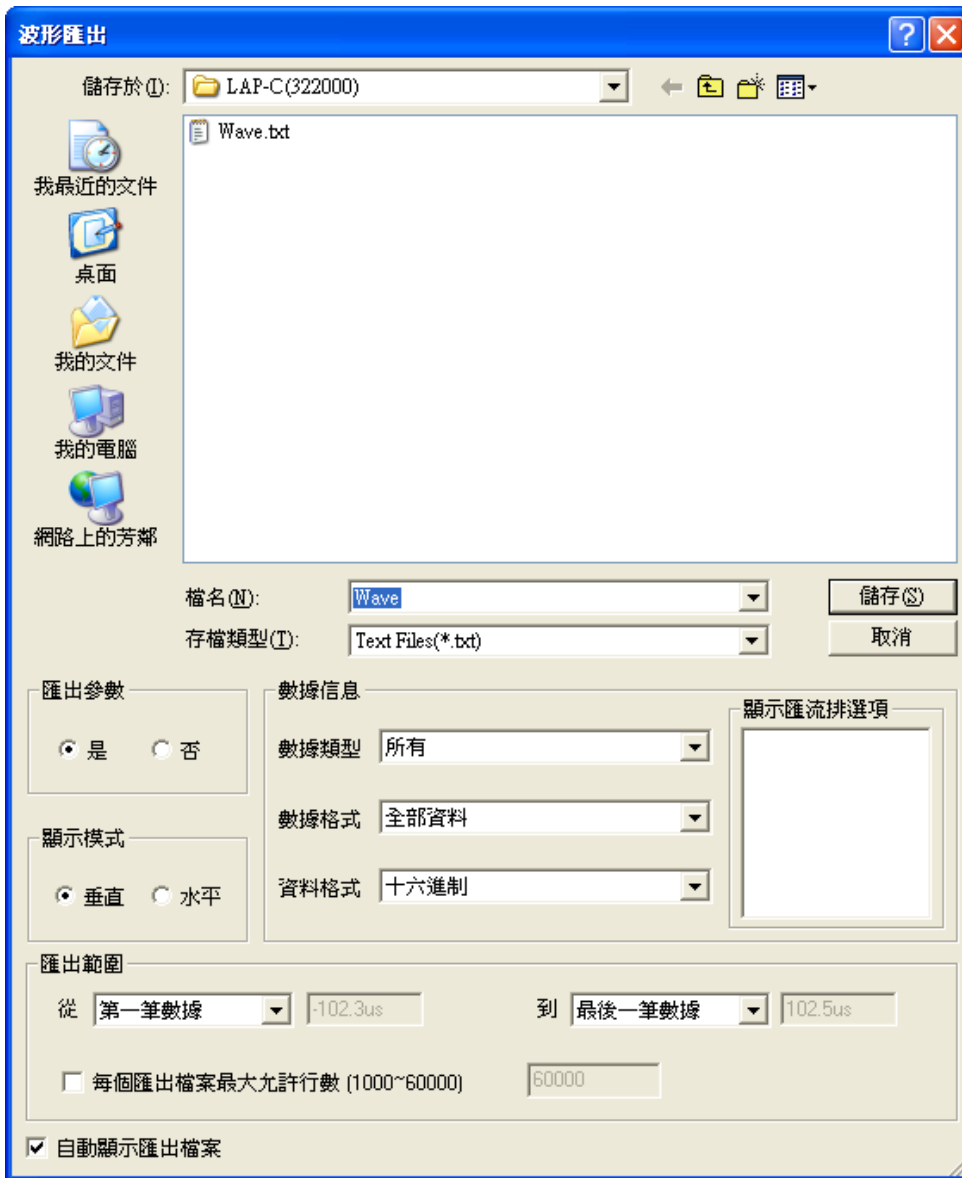 波形匯出
儲存於(I): LAP-C(322000)
Wave.txt
我最近的文件
桌面
我的文件
我的電腦
網路上的芳鄰
檔名(N): Wave 儲存(S)
存檔類型(T): Text Files(*.txt) 取消
匯出參數
是 否
顯示模式
垂直 水平
數據信息
數據類型 所有
數據格式 全部資料
資料格式 十六進制
顯示匯流排選項
匯出範圍
從 第一筆數據 -102.3us 到 最後一筆數據 102.5us
每個匯出檔案最大允許行數 (1000~60000) 60000
自動顯示匯出檔案